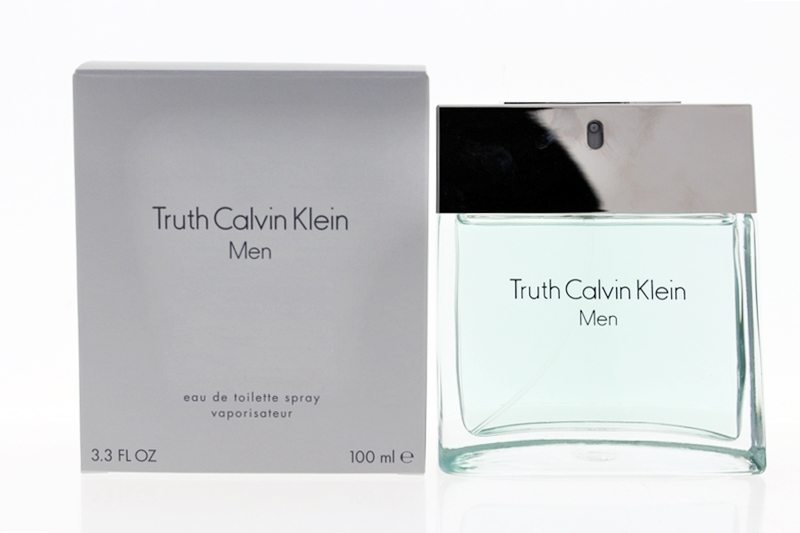 Truth Calvin Klein
Men
eau de toilette spray
vaporisateur
3.3 FL OZ
100 ml ℮
Truth Calvin Klein
Men